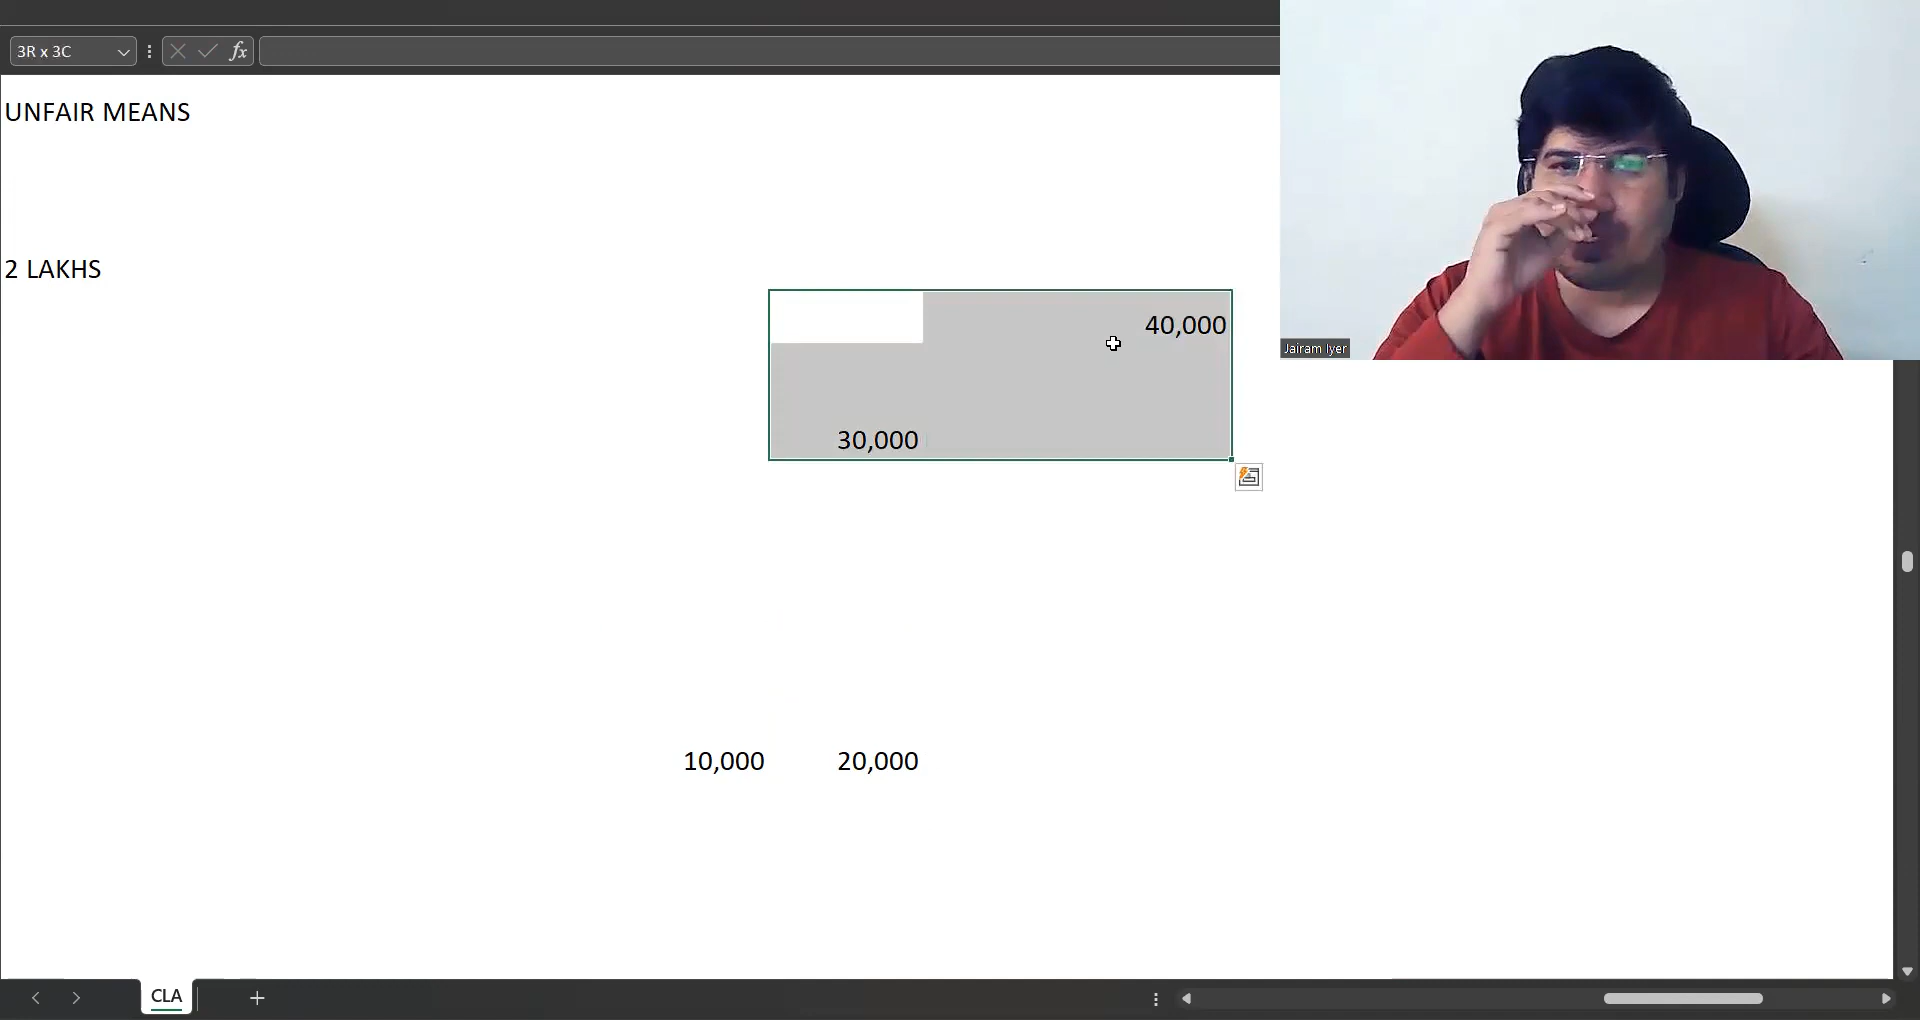 3R x 3C
fx
UNFAIR MEANS
2 LAKHS
40,000
Jairam Iyer
30,000
10,000 20,000
CLA